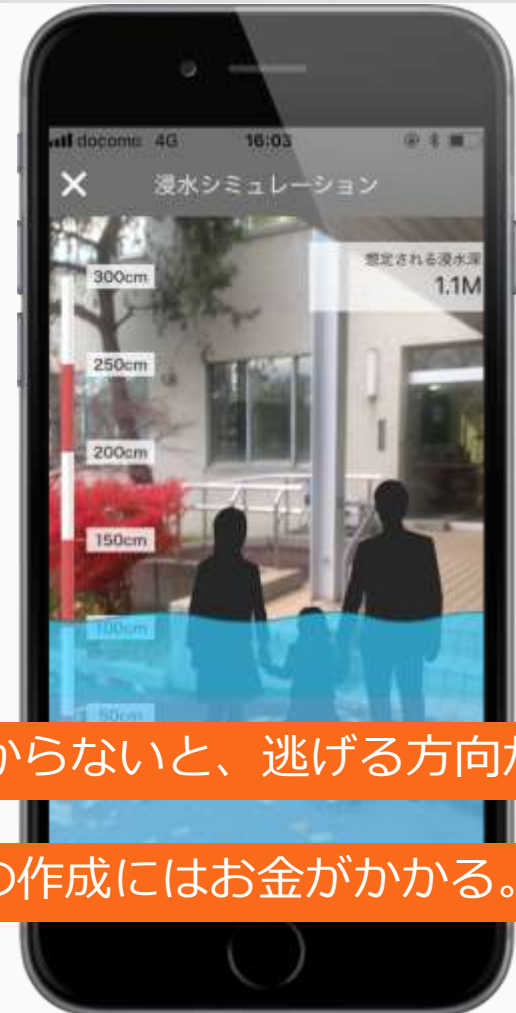 docomo 4G 16:03
浸水シミュレーション
想定される浸水深
1.1M
300cm
250cm
200cm
150cm
100cm
50cm
からないと、逃げる方向が
の作成にはお金がかかる。